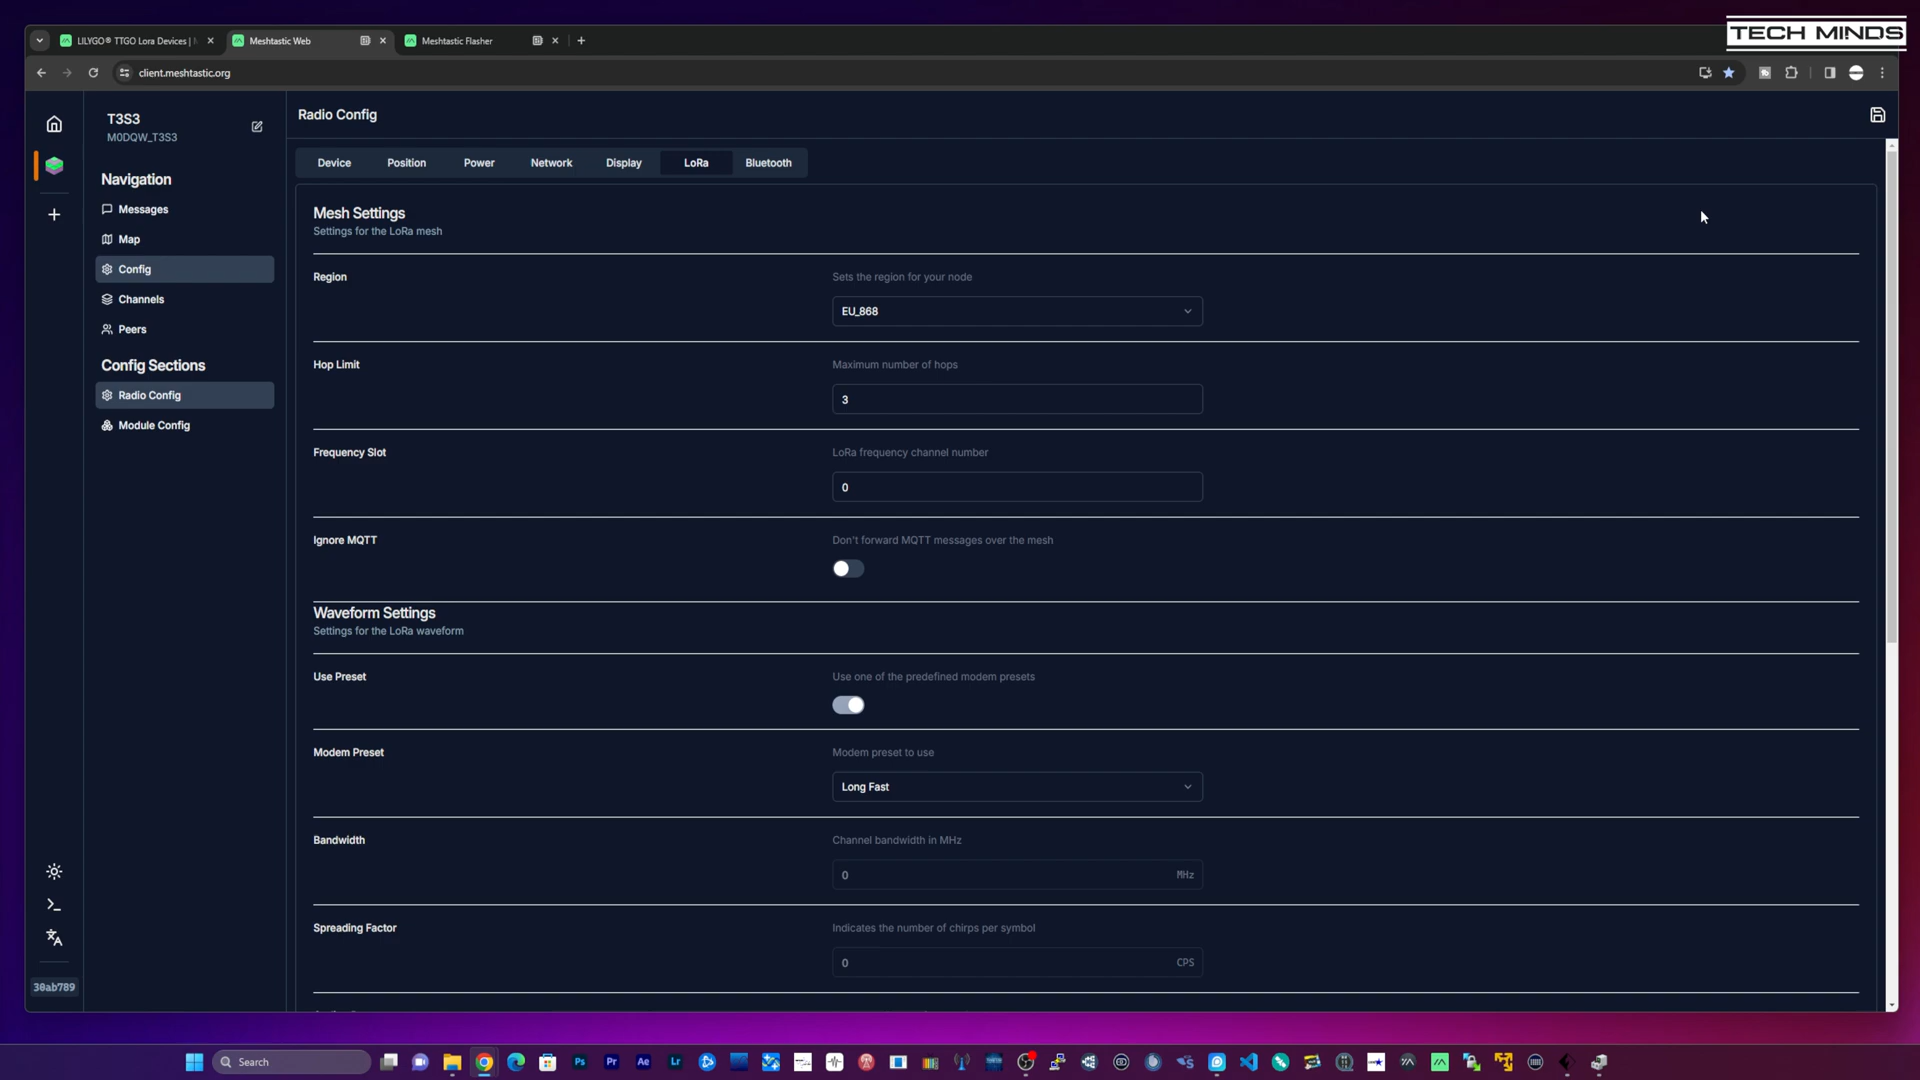 TECH MINDS
LILYGO® TTGO Lora Devices |
Meshtastic Web
Meshtastic Flasher
client.meshtastic.org
T3S3
M0DQW_T3S3
Navigation
Messages
Map
Config
Channels
Peers
Config Sections
Radio Config
Module Config
30ab789
Radio Config
Device Position Power Network Display LoRa Bluetooth
Mesh Settings
Settings for the LoRa mesh
Region
Sets the region for your node
EU_868
Hop Limit
Maximum number of hops
3
Frequency Slot
LoRa frequency channel number
0
Ignore MQTT
Don't forward MQTT messages over the mesh
Waveform Settings
Settings for the LoRa waveform
Use Preset
Use one of the predefined modem presets
Modem Preset
Modem preset to use
Long Fast
Bandwidth
Channel bandwidth in MHz
0 MHz
Spreading Factor
Indicates the number of chirps per symbol
0 CPS
Search
Ps
Pr
Ae
Lr